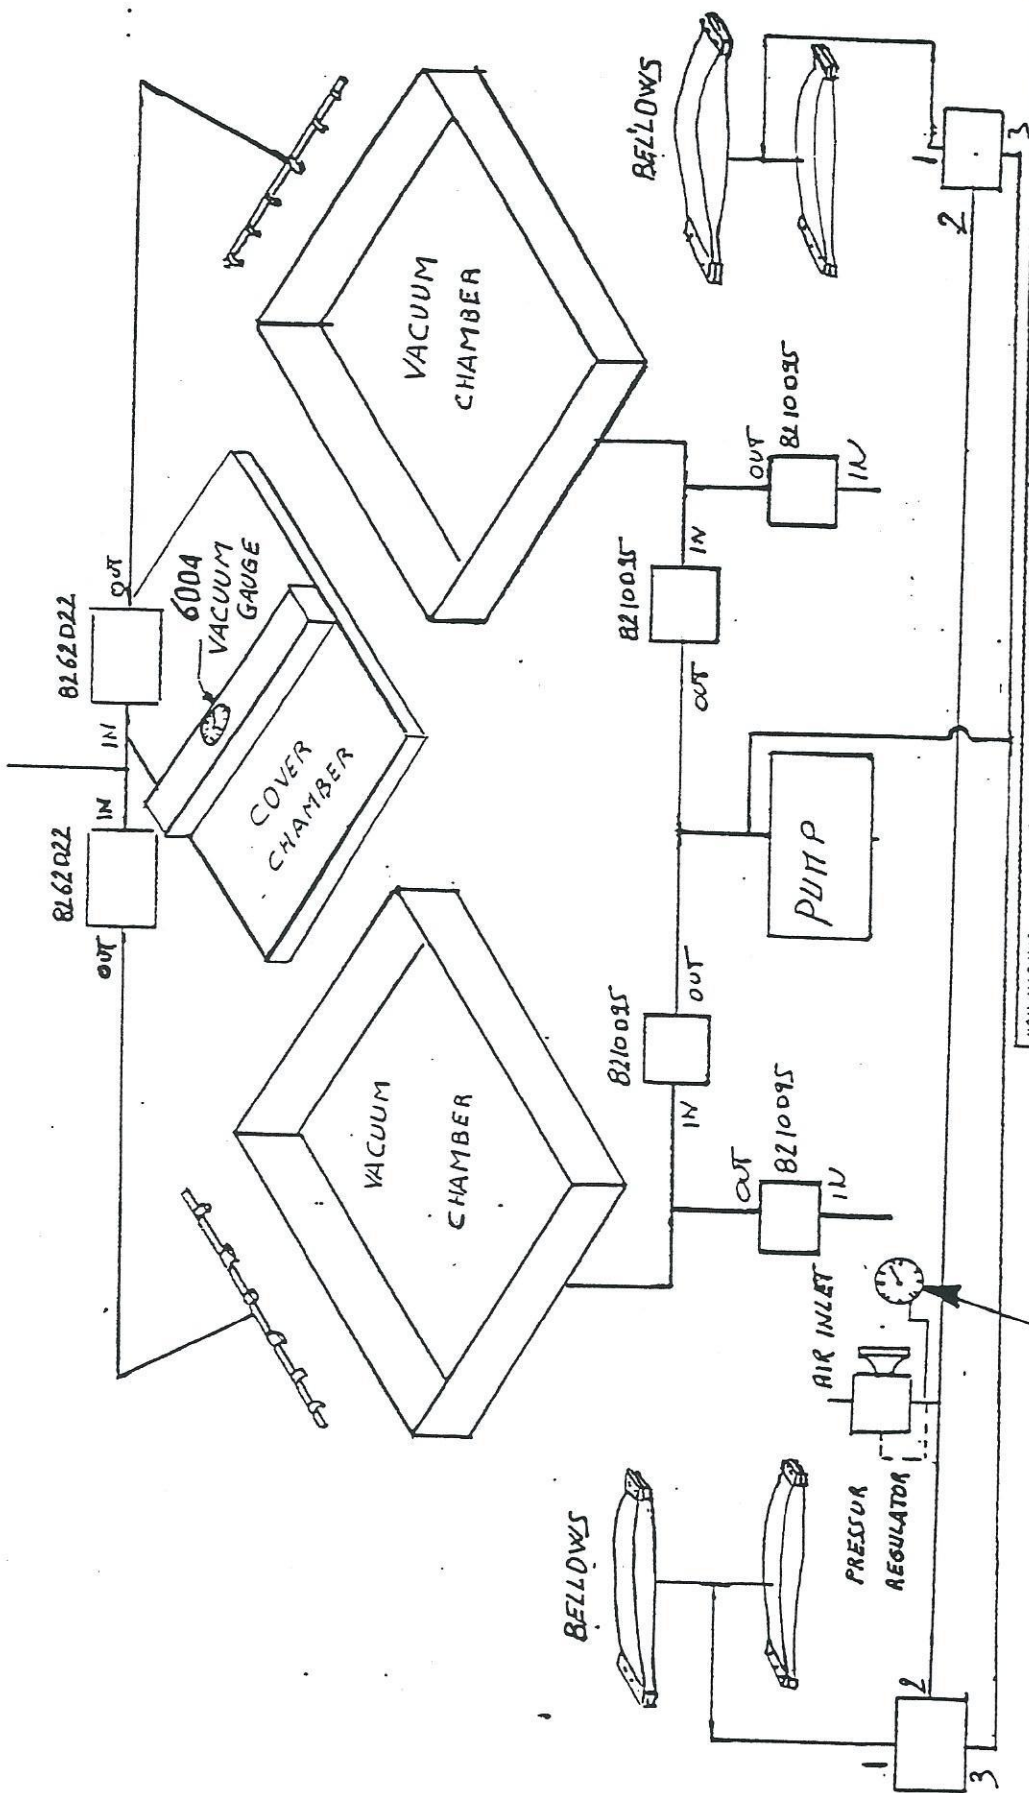 8262D22
8262D22
OUT
IN
IN
OUT
6004
VACUUM
GAUGE
COVER
CHAMBER
VACUUM
CHAMBER
VACUUM
CHAMBER
8210095
IN
OUT
OUT
8210095
IN
PUMP
8210095
OUT
IN
OUT
8210095
IN
BELLOWS
BELLOWS
AIR INLET
PRESSUR
REGULATOR
1
2
3
1
2
3